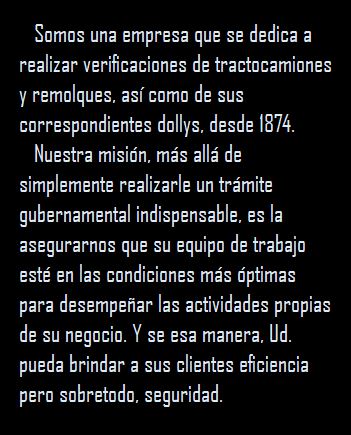 Somos una empresa que se dedica a
realizar verificaciones de tractocamiones
y remolques, así como de sus
correspondientes dollys, desde 1874.
Nuestra misión, más allá de
simplemente realizarle un trámite
gubernamental indispensable, es la
asegurarnos que su equipo de trabajo
esté en las condiciones más óptimas
para desempeñar las actividades propias
de su negocio. Y se esa manera, Ud.
pueda brindar a sus clientes eficiencia
pero sobretodo, seguridad.